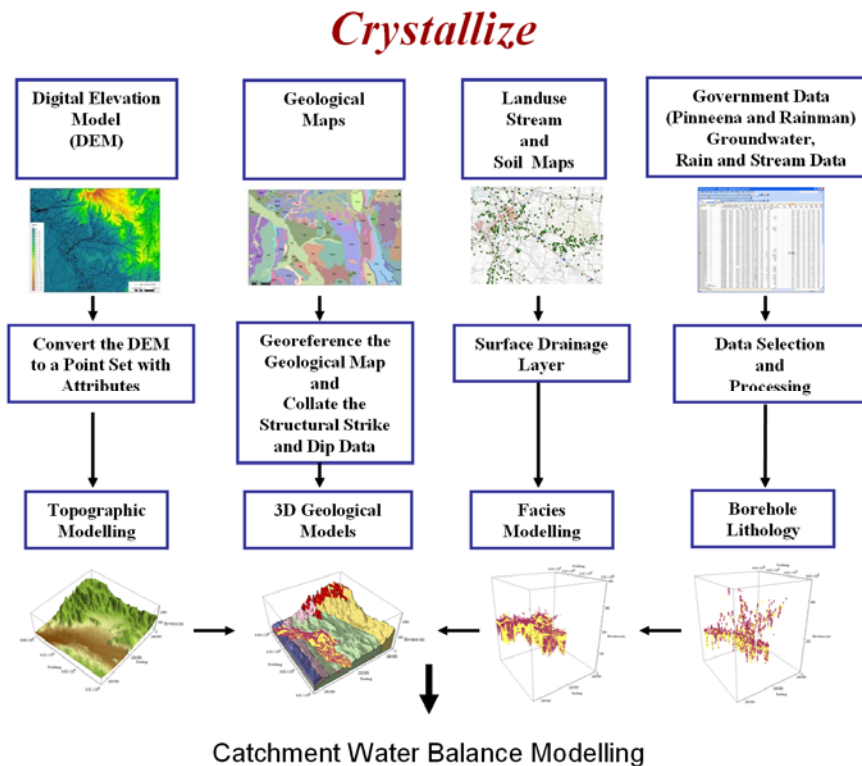 Crystallize
Digital Elevation
Model
(DEM)
Geological
Maps
Landuse
Stream
and
Soil Maps
Government Data
(Pinneena and Rainman)
Groundwater,
Rain and Stream Data
Convert the DEM
to a Point Set with
Attributes
Georeference the
Geological Map
and
Collate the
Structural Strike
and Dip Data
Surface Drainage
Layer
Data Selection
and
Processing
Topographic
Modelling
3D Geological
Models
Facies
Modelling
Borehole
Lithology
Catchment Water Balance Modelling